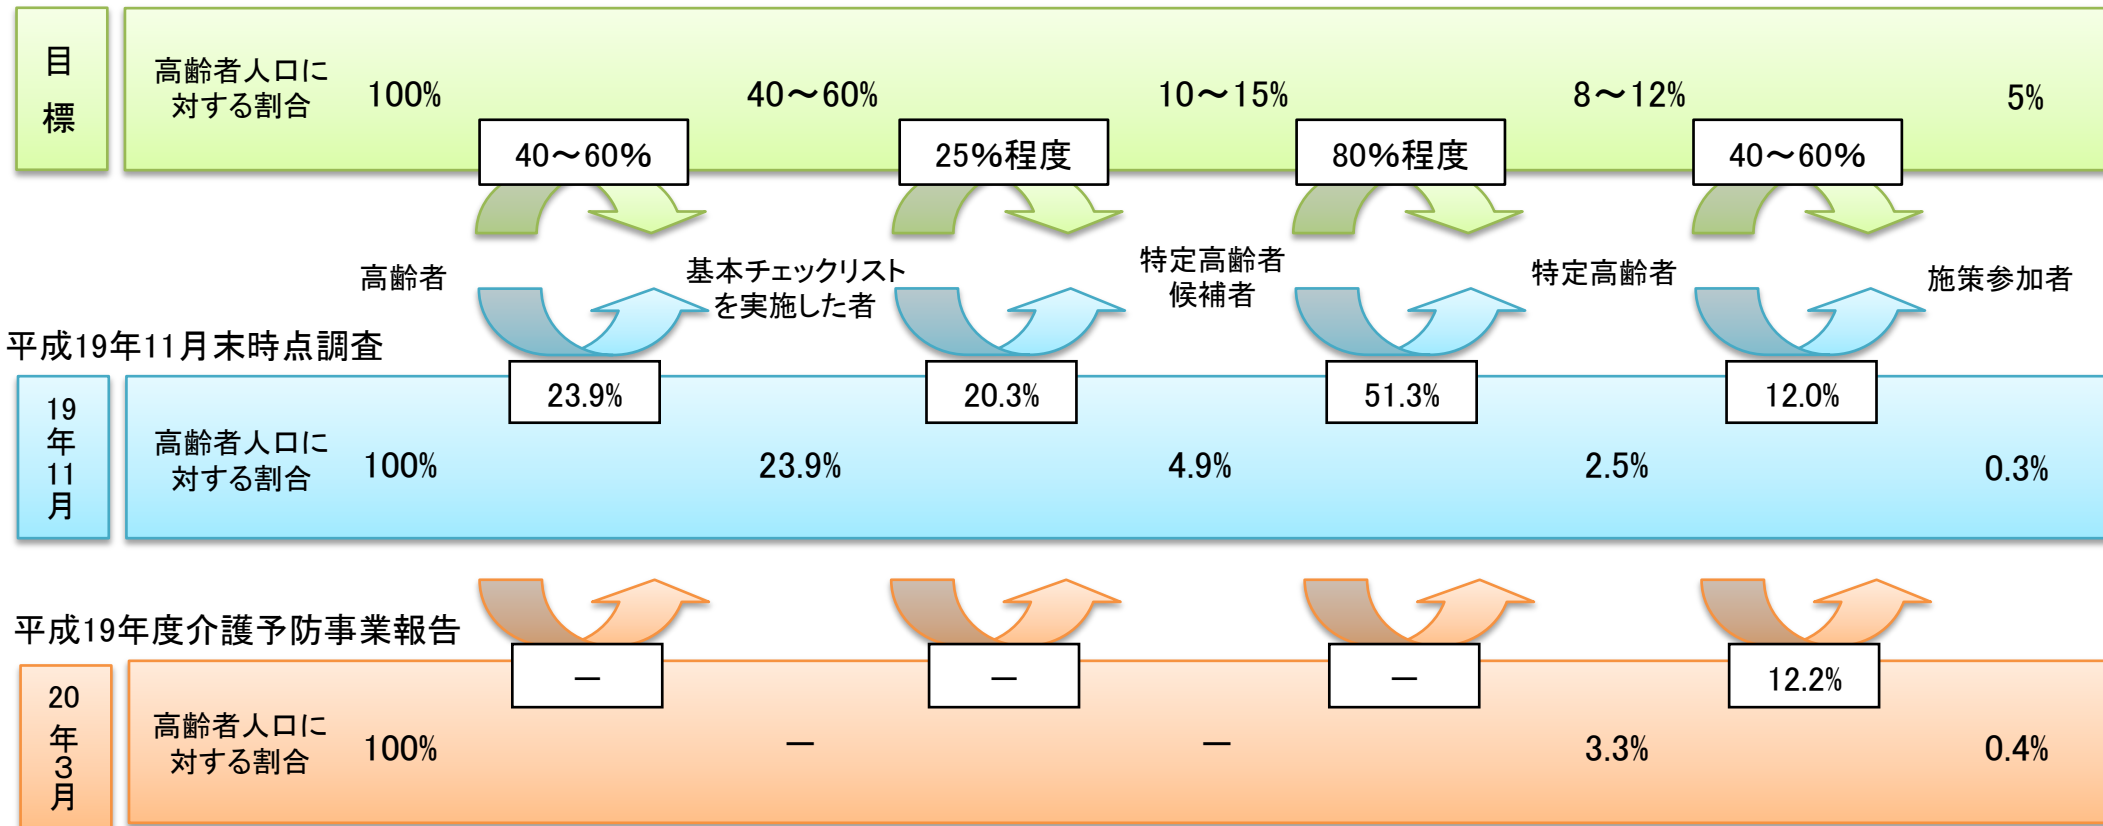 目標
高齢者人口に
対する割合
100%
40～60%
10～15%
8～12%
5%
40～60%
25%程度
80%程度
40～60%
高齢者
基本チェックリスト
を実施した者
特定高齢者
候補者
特定高齢者
施策参加者
平成19年11月末時点調査
19年11月
23.9%
20.3%
51.3%
12.0%
高齢者人口に
対する割合
100%
23.9%
4.9%
2.5%
0.3%
平成19年度介護予防事業報告
20年3月
－
－
－
12.2%
高齢者人口に
対する割合
100%
－
－
3.3%
0.4%